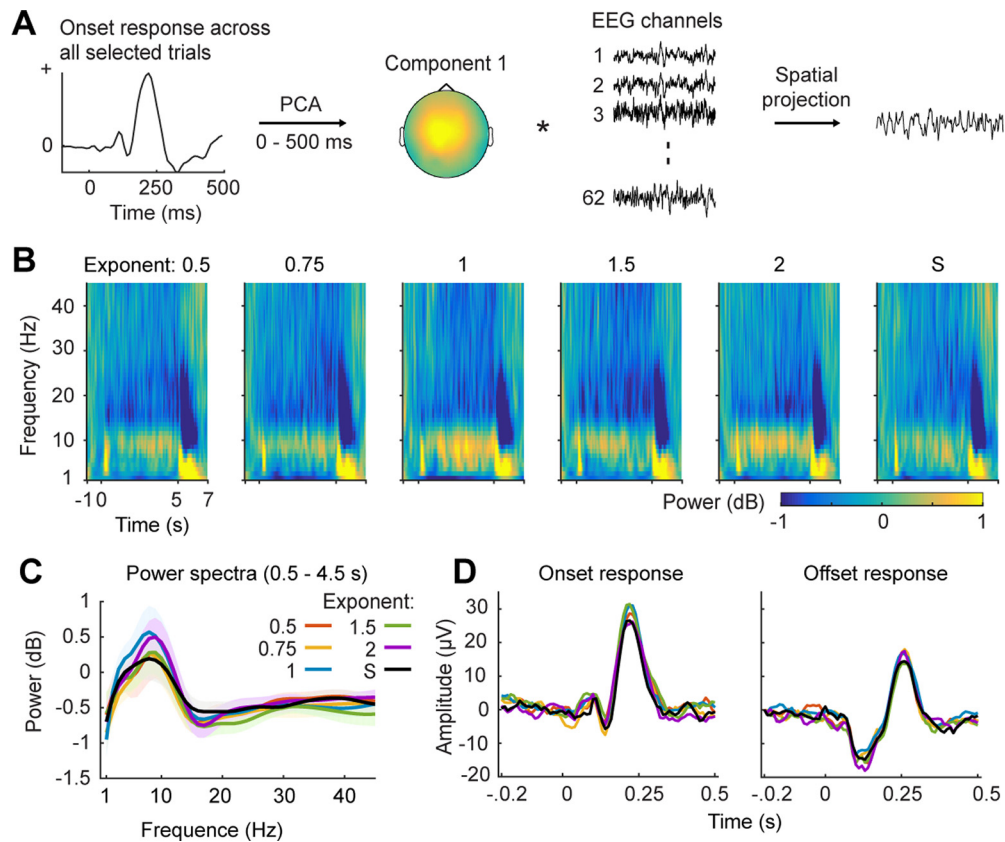 A
Onset response across
all selected trials
+
0
0 250 500
Time (ms)
PCA
0 - 500 ms
Component 1
*
EEG channels
1
2
3
62
Spatial
projection
B
Exponent: 0.5 0.75 1 1.5 2 S
Frequency (Hz)
40
30
20
10
1
-10 5 7
Time (s)
Power (dB)
-1 0 1
C
Power spectra (0.5 - 4.5 s)
Exponent:
0.5 1.5
0.75 2
1 S
Power (dB)
1
0.5
0
-0.5
-1
-1.5
1 10 20 30 40
Frequence (Hz)
D
Onset response
Offset response
Amplitude (µV)
30
20
10
0
-10
-20
-.0.2 0 0.25 0.5
-.0.2 0 0.25 0.5
Time (s)